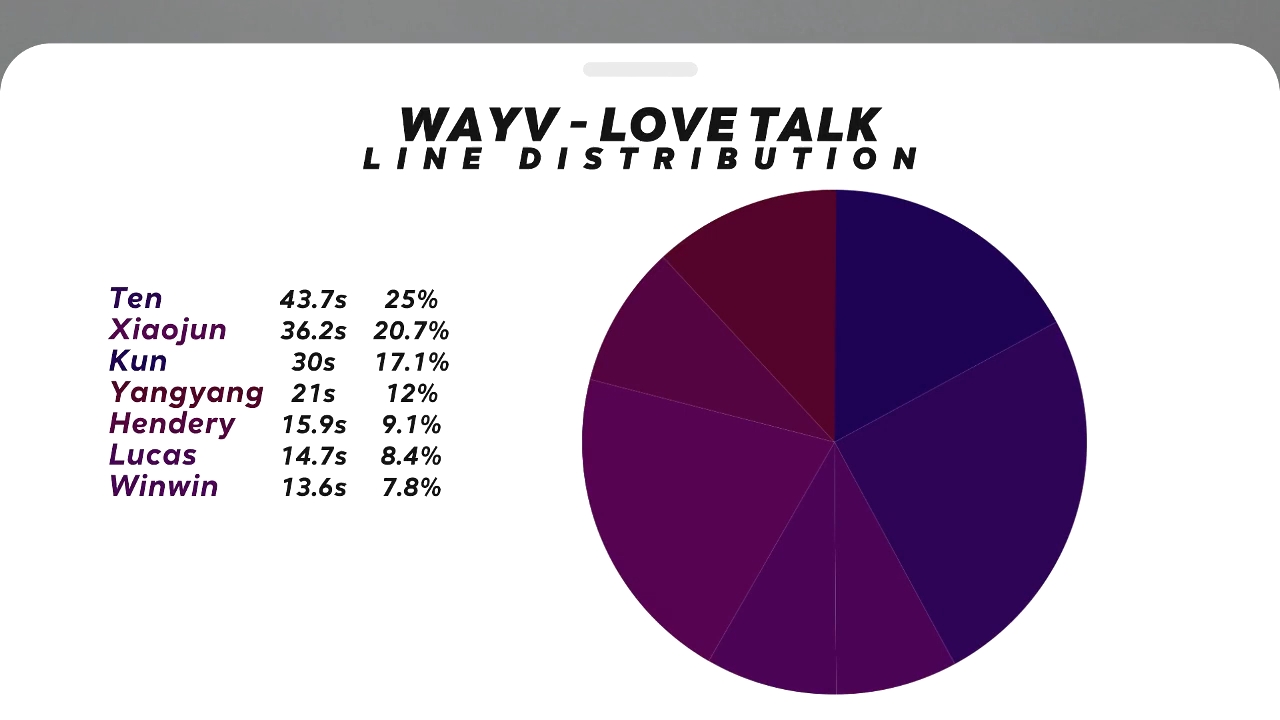 WAYV - LOVE TALK
LINE DISTRIBUTION
Ten 43.7s 25%
Xiaojun 36.2s 20.7%
Kun 30s 17.1%
Yangyang 21s 12%
Hendery 15.9s 9.1%
Lucas 14.7s 8.4%
Winwin 13.6s 7.8%